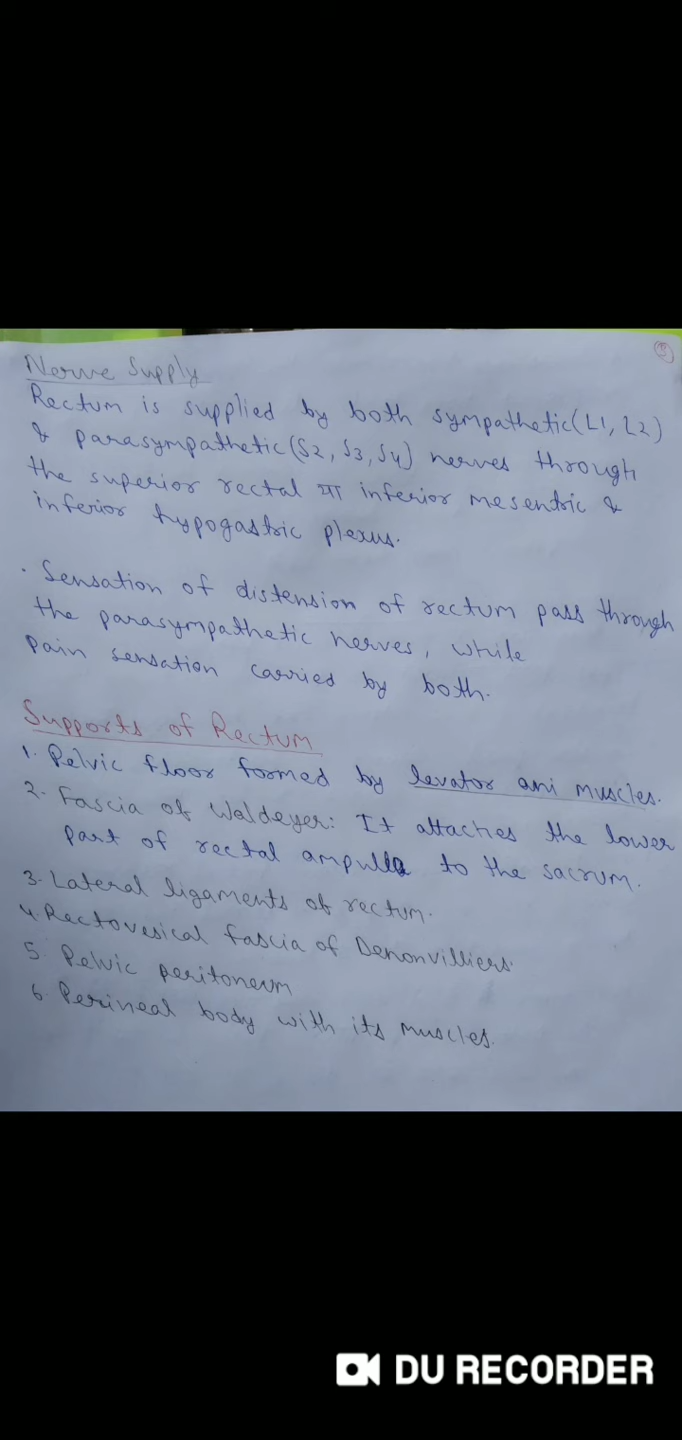 Nerve Supply
Rectum is supplied by both sympathetic (L1, L2)
& parasympathetic (S2, S3, S4) nerves through
the superior rectal या inferior mesentric &
inferior hypogastric plexus.
. Sensation of distension of rectum pass through
the parasympathetic nerves, while
Pain sensation carried by both.
Supports of Rectum
1. Pelvic floor formed by levator ani muscles.
2. Fascia of Waldeyer: It attaches the lower
part of rectal ampulla to the sacrum.
3. Lateral ligaments of rectum.
4. Rectovesical fascia of Denonvilliers.
5. Pelvic peritoneum
6. Perineal body with its muscles.
DU RECORDER